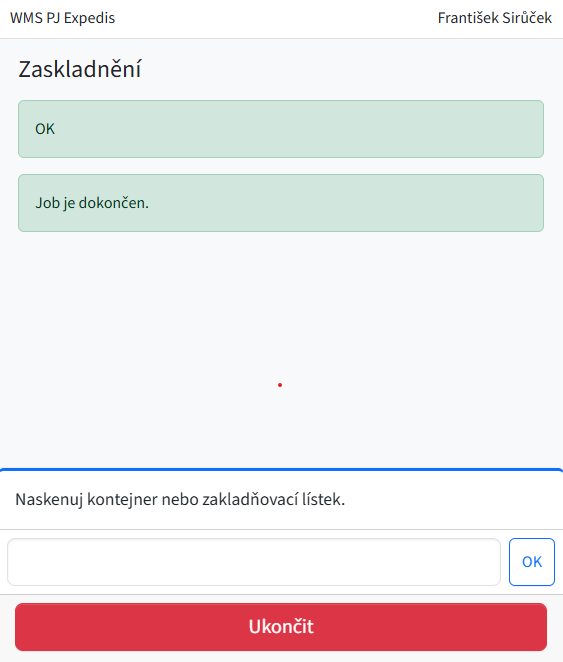 WMS PJ Expedis František Sirůček
Zaskladnění
OK
Job je dokončen.
Naskenuj kontejner nebo zakladňovací lístek.
OK
Ukončit